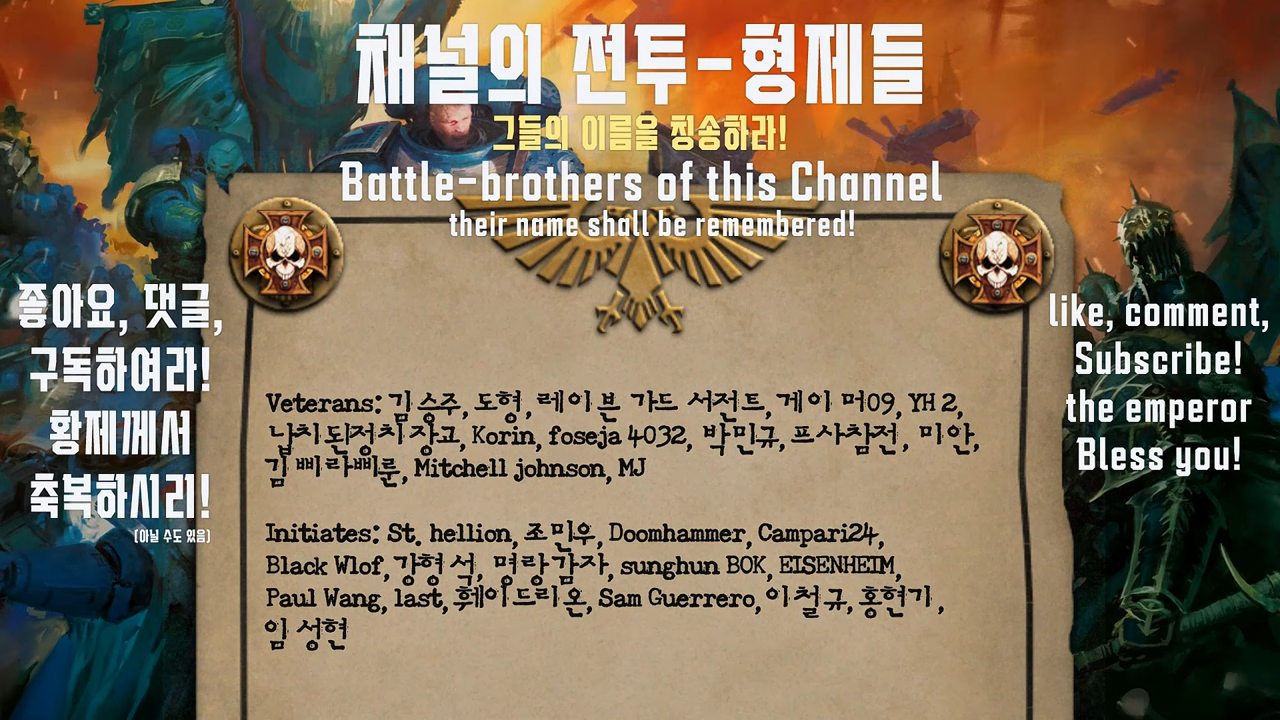 채널의 전투-형제들
그들의 이름을 칭송하라!
Battle-brothers of this Channel
their name shall be remembered!
좋아요, 댓글,
구독하여라!
황제께서
축복하시리!
(아닐 수도 있음)
like, comment,
Subscribe!
the emperor
Bless you!
Veterans: 김승주, 도형, 레이븐 가드 서전트, 게이 머09, YH 2,
납치된정치장교, Korin, foseja 4032, 박민규, 프사참전, 미안,
김삐라삐룬, Mitchell johnson, MJ
Initiates: St. hellion, 조민우, Doomhammer, Campari24,
Black Wlof, 강형석, 명랑감자, sunghun BOK, EISENHEIM,
Paul Wang, last, 훼이드리온, Sam Guerrero, 이철규, 홍현기,
임 성현